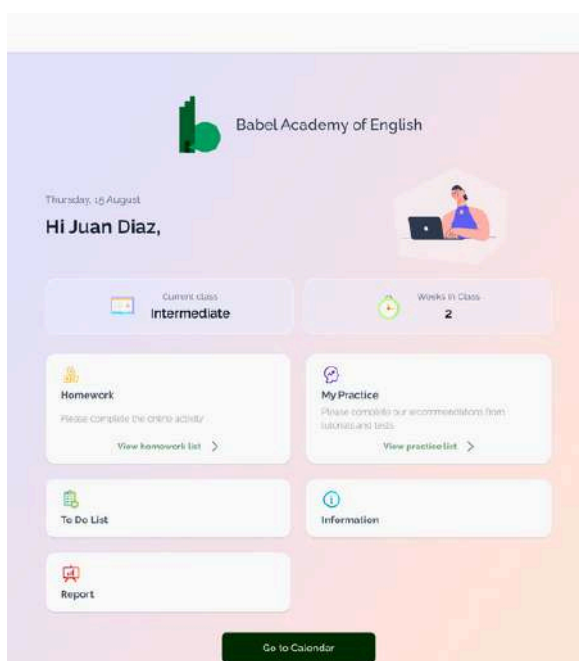 Babel Academy of English
Thursday, 15 August
Hi Juan Diaz,
Current class
Intermediate
Weeks In Class
2
Homework
Please complete the online activity
View homework list
My Practice
Please complete our recommendations from
tutorials and tests
View practice list
To Do List
Information
Report
Go to Calendar